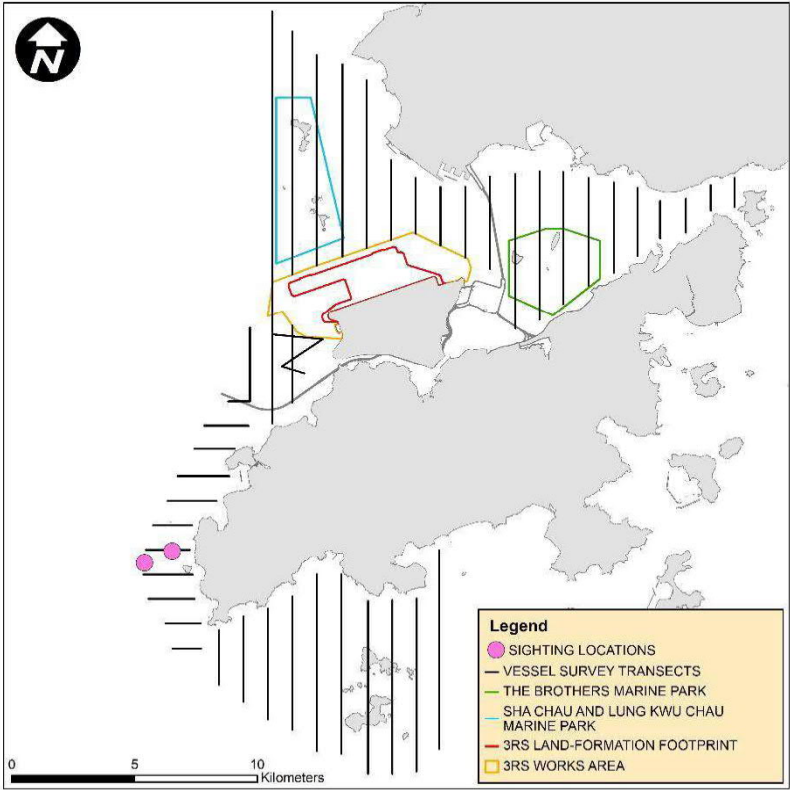 N
Legend
SIGHTING LOCATIONS
VESSEL SURVEY TRANSECTS
THE BROTHERS MARINE PARK
SHA CHAU AND LUNG KWU CHAU
MARINE PARK
3RS LAND-FORMATION FOOTPRINT
3RS WORKS AREA
0 5 10
Kilometers